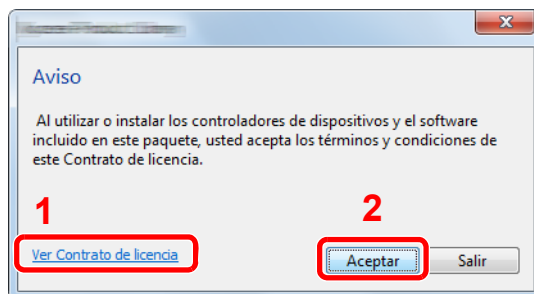 Aviso
Al utilizar o instalar los controladores de dispositivos y el software
incluido en este paquete, usted acepta los términos y condiciones de
este Contrato de licencia.
1
2
Ver Contrato de licencia
Aceptar
Salir